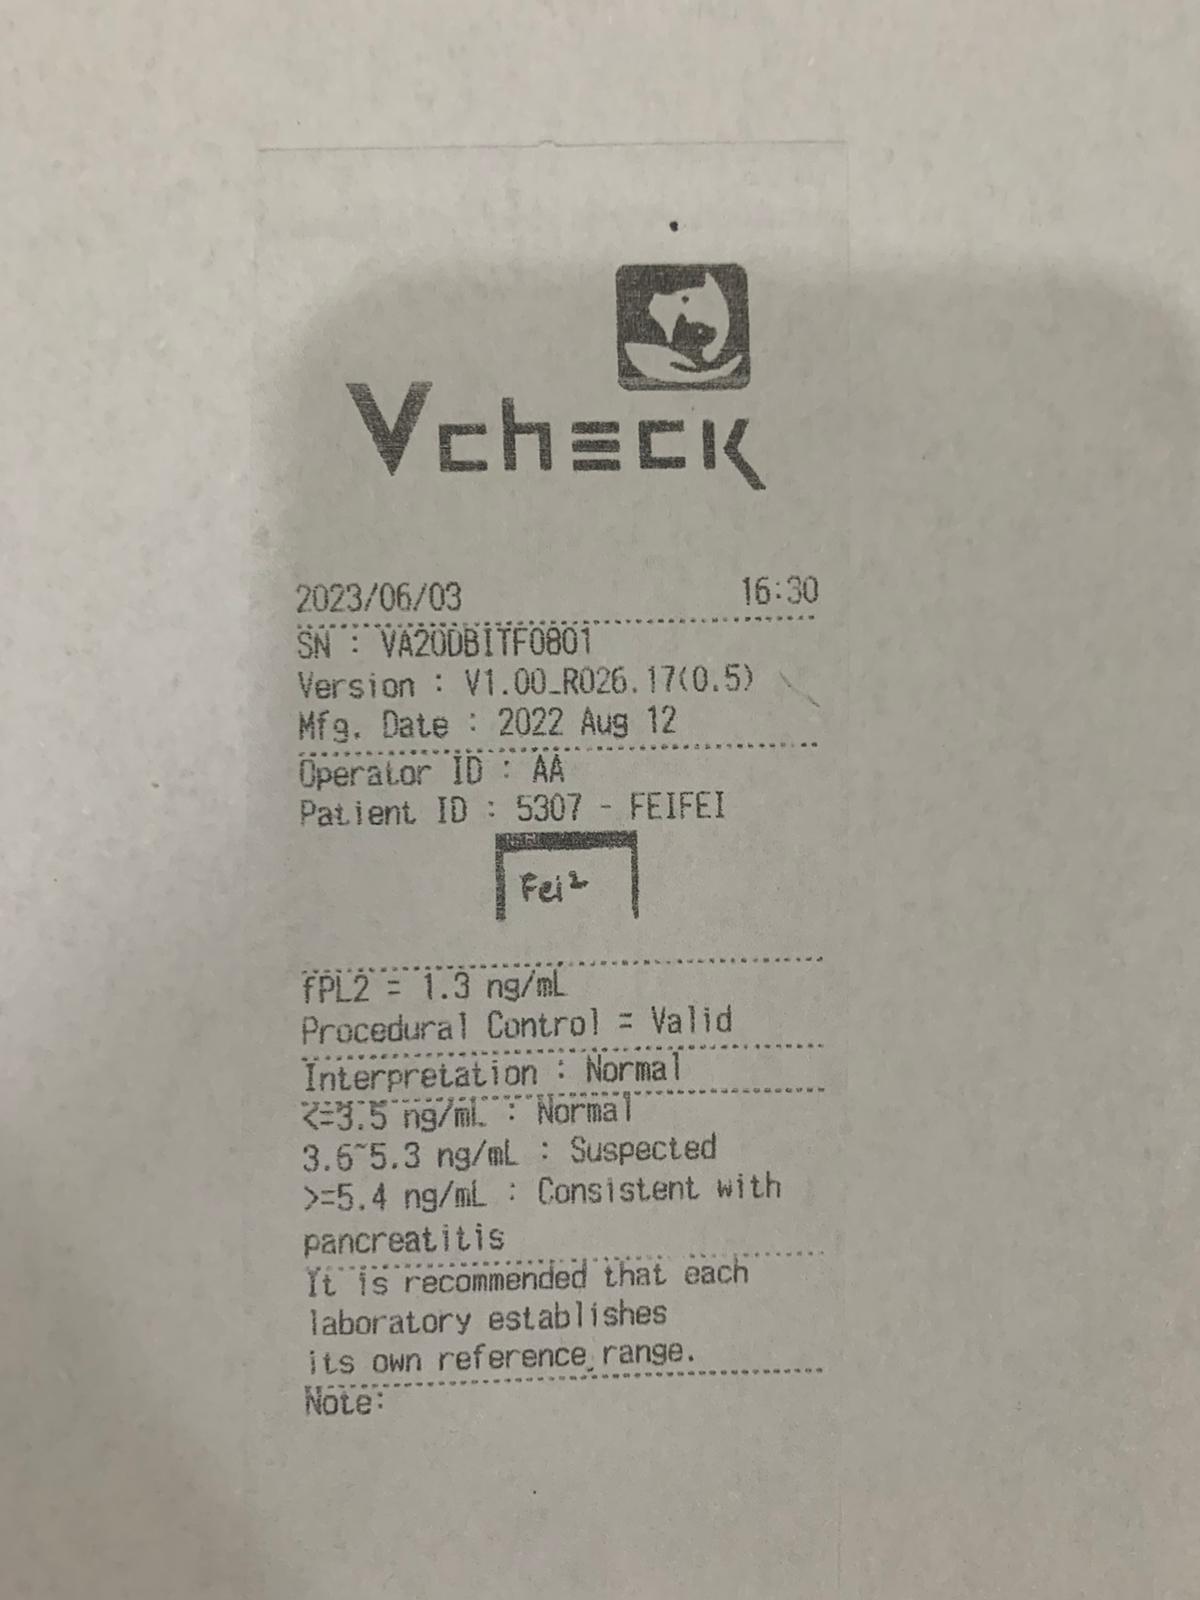 Vcheck
2023/06/03 16:30
SN : VA20DBITF0801
Version : V1.00_R026.17(0.5)
Mfg. Date : 2022 Aug 12
Operator ID : AA
Patient ID : 5307 - FEIFEI
Fei²
fPL2 = 1.3 ng/mL
Procedural Control = Valid
Interpretation : Normal
<=3.5 ng/mL : Normal
3.6~5.3 ng/mL : Suspected
>=5.4 ng/mL : Consistent with
pancreatitis
It is recommended that each
laboratory establishes
its own reference range.
Note: